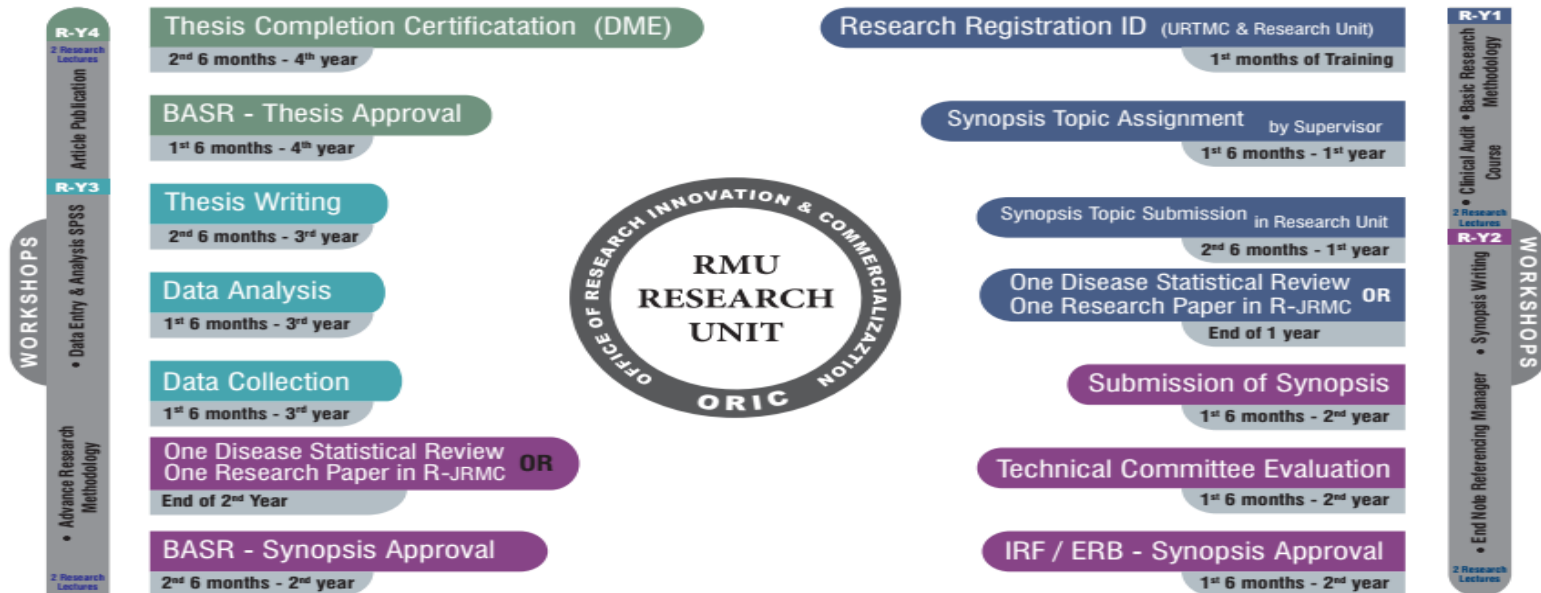 R-Y4
2 Research
Lectures
Article Publication
R-Y3
• Data Entry & Analysis SPSS
• Advance Research
Methodology
2 Research
Lectures
WORKSHOPS
Thesis Completion Certificatation (DME)
2nd 6 months - 4th year
BASR - Thesis Approval
1st 6 months - 4th year
Thesis Writing
2nd 6 months - 3rd year
Data Analysis
1st 6 months - 3rd year
Data Collection
1st 6 months - 3rd year
One Disease Statistical Review
One Research Paper in R-JRMC OR
End of 2nd Year
BASR - Synopsis Approval
2nd 6 months - 2nd year
OFFICE OF RESEARCH INNOVATION & COMMERCIALIZAZTION
RMU
RESEARCH
UNIT
ORIC
Research Registration ID (URTMC & Research Unit)
1st months of Training
Synopsis Topic Assignment by Supervisor
1st 6 months - 1st year
Synopsis Topic Submission in Research Unit
2nd 6 months - 1st year
One Disease Statistical Review OR
One Research Paper in R-JRMC
End of 1 year
Submission of Synopsis
1st 6 months - 2nd year
Technical Committee Evaluation
1st 6 months - 2nd year
IRF / ERB - Synopsis Approval
1st 6 months - 2nd year
R-Y1
• Clinical Audit • Basic Research
Course Methodology
2 Research
Lectures
R-Y2
• Synopsis Writing
• End Note Referencing Manager
2 Research
Lectures
WORKSHOPS